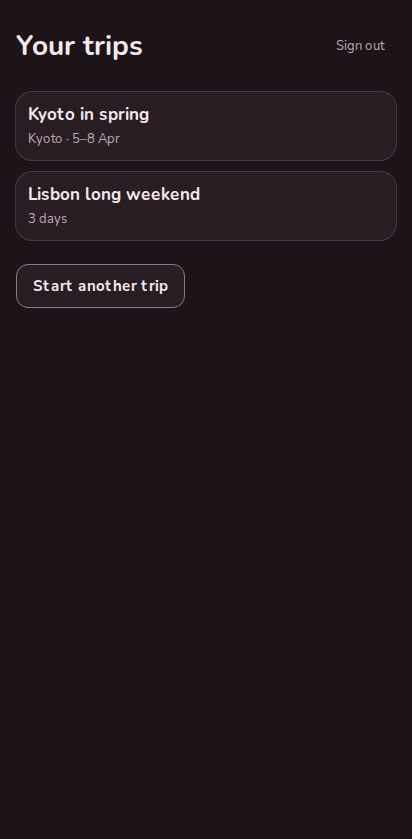 Your trips
Sign out
Kyoto in spring
Kyoto · 5–8 Apr
Lisbon long weekend
3 days
Start another trip